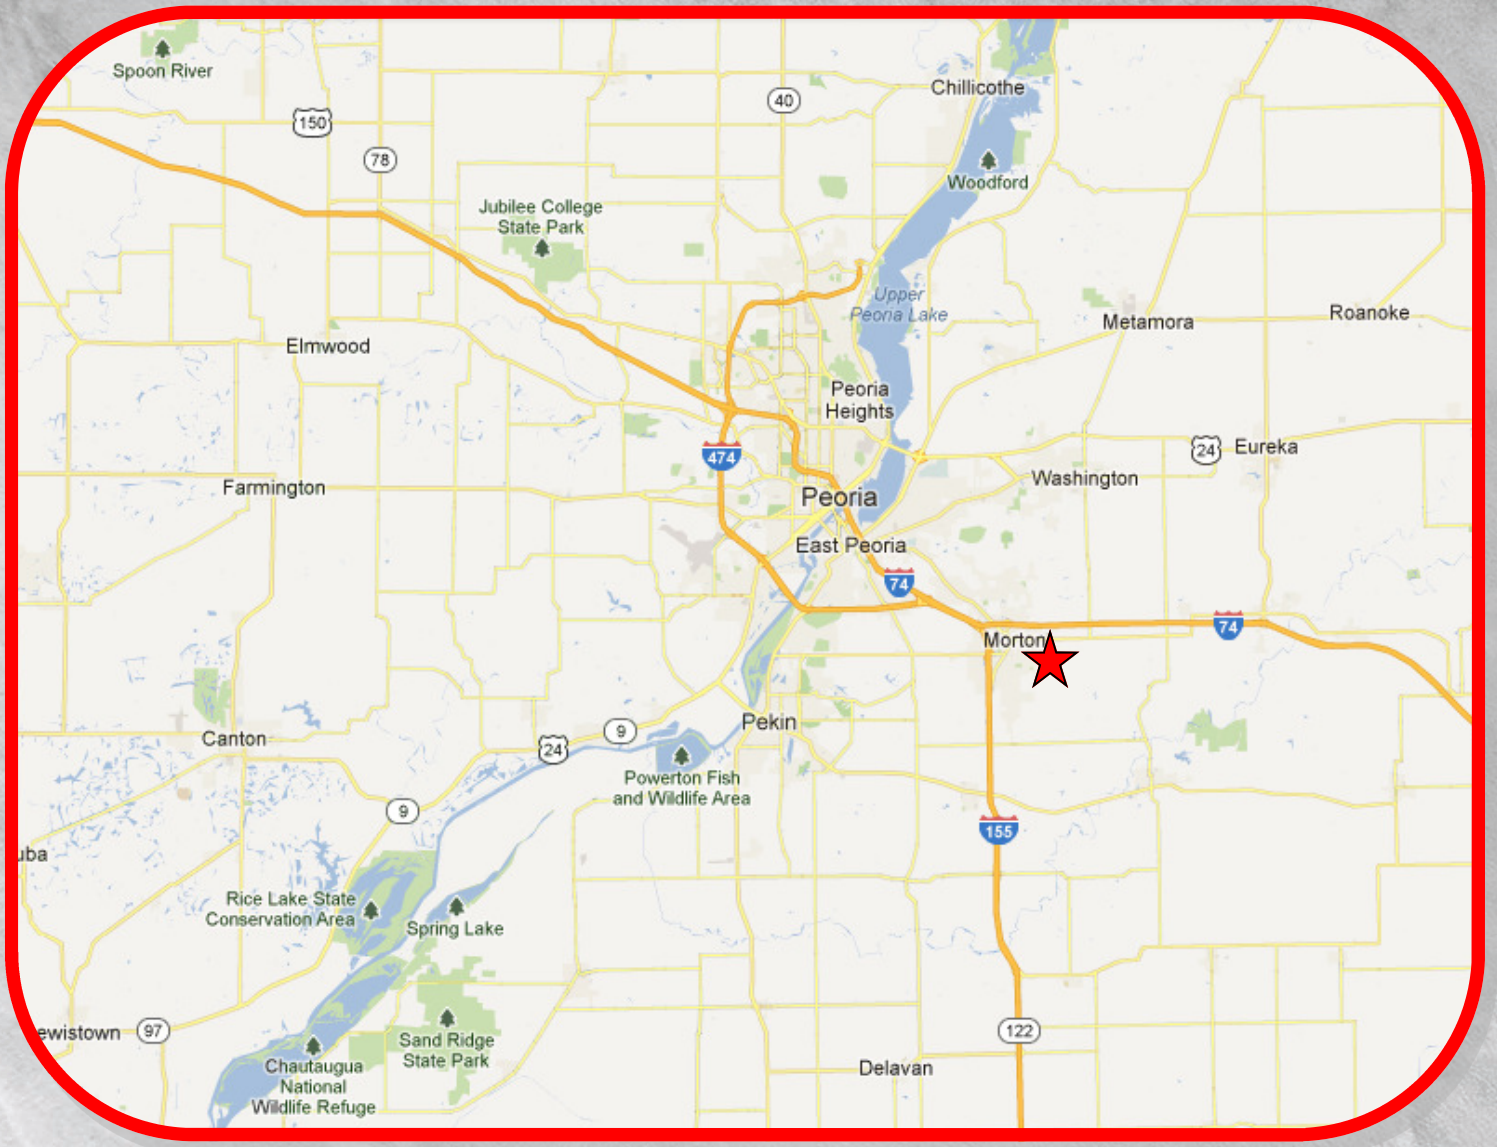 Spoon River
150
78
40
Chillicothe
Woodford
Jubilee College
State Park
Upper
Peoria Lake
Metamora
Roanoke
Elmwood
Peoria
Heights
474
24
Eureka
Washington
Farmington
Peoria
East Peoria
74
74
Morton
Canton
Pekin
9
24
Powerton Fish
and Wildlife Area
9
155
uba
Rice Lake State
Conservation Area
Spring Lake
ewistown
97
Sand Ridge
State Park
122
Chautaugua
National
Wildlife Refuge
Delavan